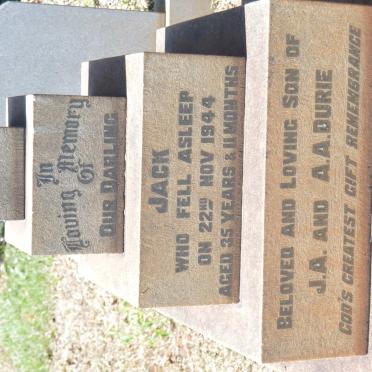 In
Loving Memory
Of
OUR DARLING
JACK
WHO FELL ASLEEP
ON 22ND NOV 1944
AGED 35 YEARS & 11 MONTHS
BELOVED AND LOVING SON OF
J.A. AND A.A. DURIE
GOD'S GREATEST GIFT REMEMBRANCE